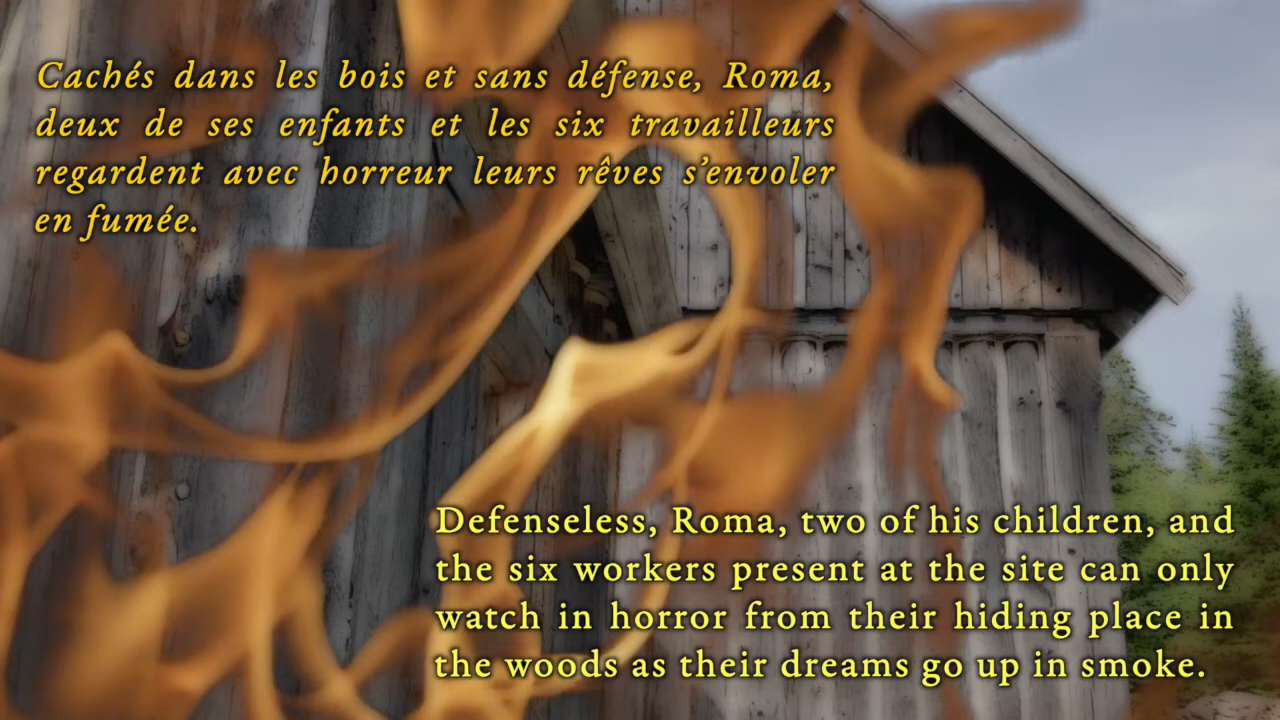 Cachés dans les bois et sans défense, Roma,
deux de ses enfants et les six travailleurs
regardent avec horreur leurs rêves s’envoler
en fumée.
Defenseless, Roma, two of his children, and
the six workers present at the site can only
watch in horror from their hiding place in
the woods as their dreams go up in smoke.